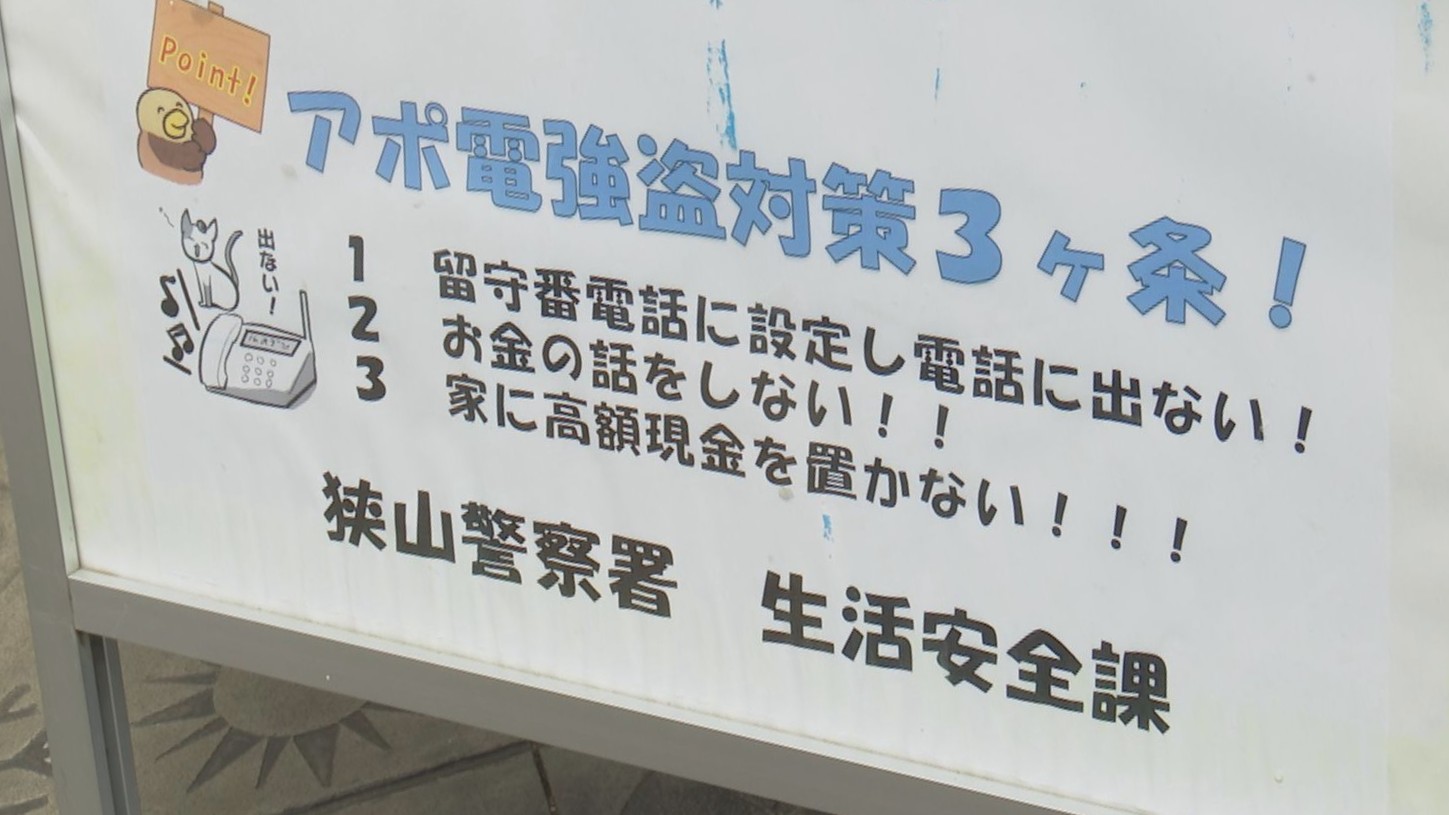 Point!
アポ電強盗対策3ヶ条!
出ない!
1 留守番電話に設定し電話に出ない!
2 お金の話をしない!!
3 家に高額現金を置かない!!!
狭山警察署 生活安全課